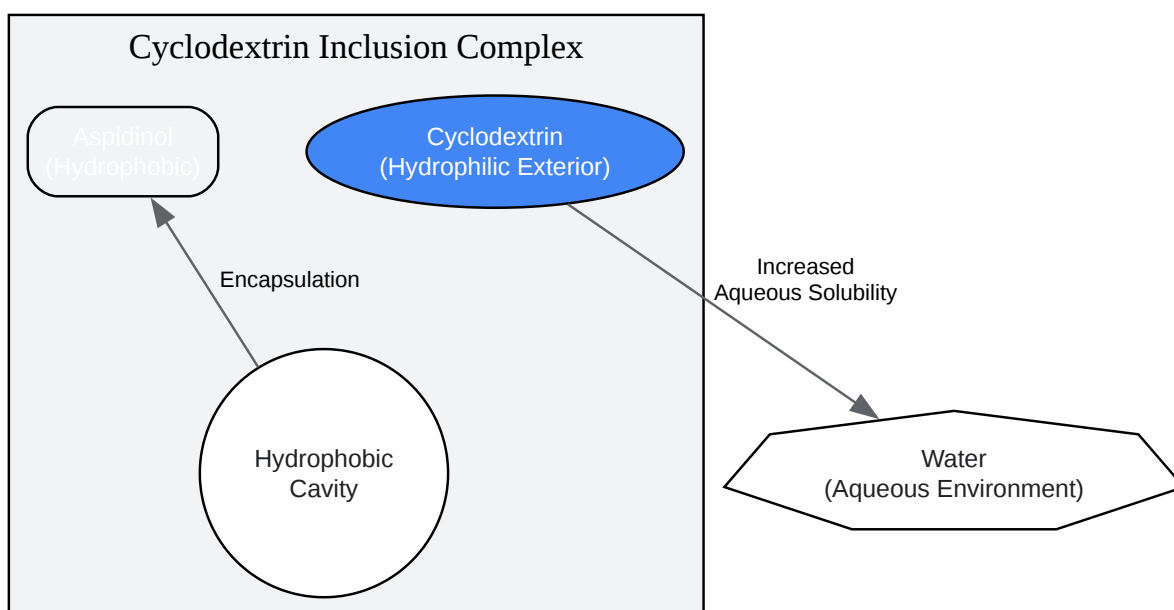 Cyclodextrin Inclusion Complex
Aspidinol
(Hydrophobic)
Cyclodextrin
(Hydrophilic Exterior)
Encapsulation
Increased
Aqueous Solubility
Hydrophobic
Cavity
Water
(Aqueous Environment)